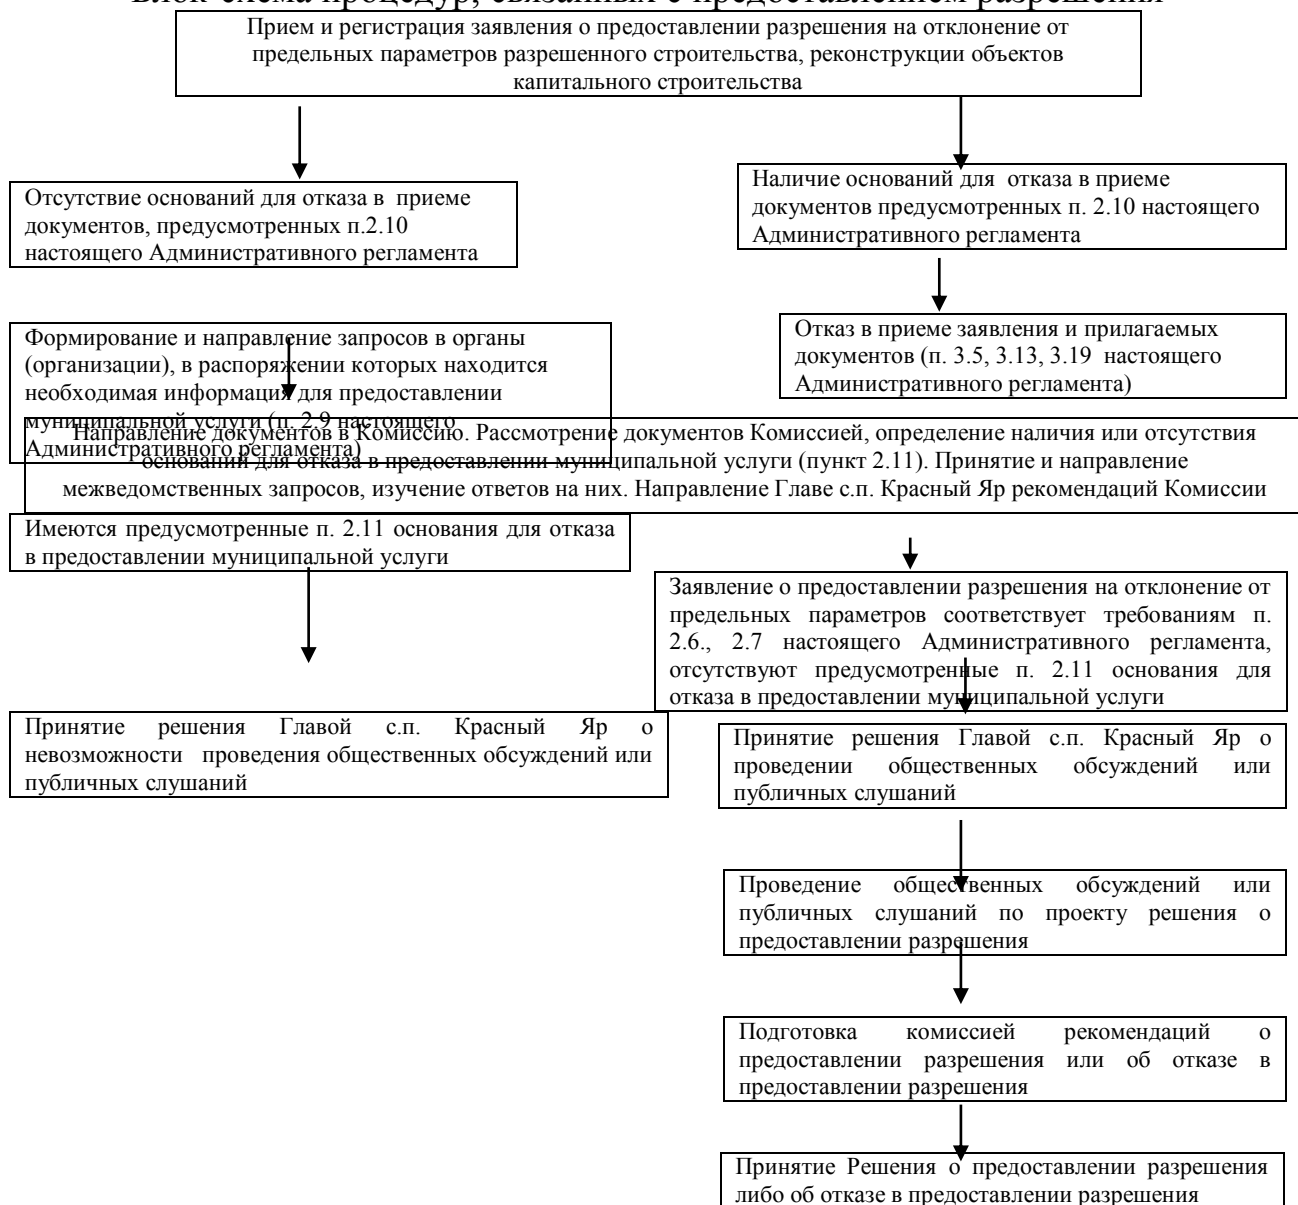 Блок-схема процедур, связанных с предоставлением разрешения
Прием и регистрация заявления о предоставлении разрешения на отклонение от
предельных параметров разрешенного строительства, реконструкции объектов
капитального строительства
Отсутствие оснований для отказа в приеме
документов, предусмотренных п.2.10
настоящего Административного регламента
Наличие оснований для отказа в приеме
документов предусмотренных п. 2.10 настоящего
Административного регламента
Формирование и направление запросов в органы
(организации), в распоряжении которых находится
необходимая информация для предоставлении
муниципальной услуги (п. 2.9 настоящего
Административного регламента)
Отказ в приеме заявления и прилагаемых
документов (п. 3.5, 3.13, 3.19 настоящего
Административного регламента)
Направление документов в Комиссию. Рассмотрение документов Комиссией, определение наличия или отсутствия
оснований для отказа в предоставлении муниципальной услуги (пункт 2.11). Принятие и направление
межведомственных запросов, изучение ответов на них. Направление Главе с.п. Красный Яр рекомендаций Комиссии
Имеются предусмотренные п. 2.11 основания для отказа
в предоставлении муниципальной услуги
Заявление о предоставлении разрешения на отклонение от
предельных параметров соответствует требованиям п.
2.6., 2.7 настоящего Административного регламента,
отсутствуют предусмотренные п. 2.11 основания для
отказа в предоставлении муниципальной услуги
Принятие решения Главой с.п. Красный Яр о
невозможности проведения общественных обсуждений или
публичных слушаний
Принятие решения Главой с.п. Красный Яр о
проведении общественных обсуждений или
публичных слушаний
Проведение общественных обсуждений или
публичных слушаний по проекту решения о
предоставлении разрешения
Подготовка комиссией рекомендаций о
предоставлении разрешения или об отказе в
предоставлении разрешения
Принятие Решения о предоставлении разрешения
либо об отказе в предоставлении разрешения